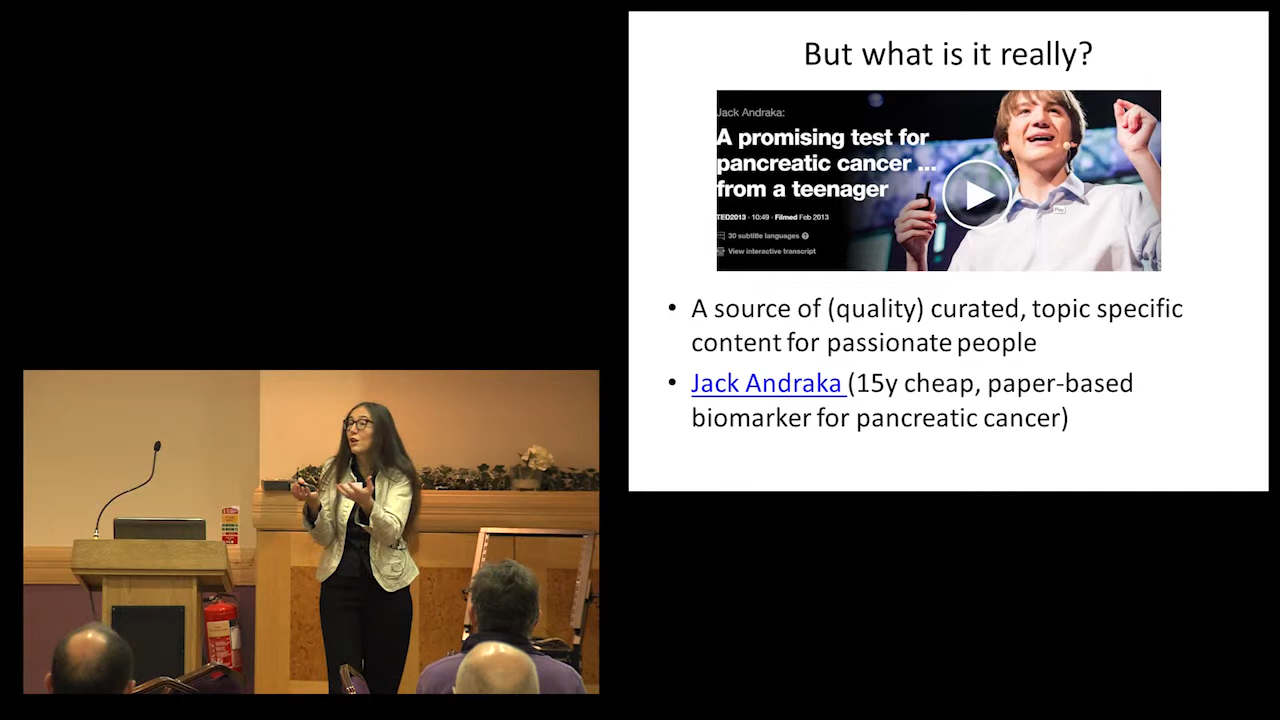 But what is it really?
Jack Andraka:
A promising test for
pancreatic cancer ...
from a teenager
TED2013 · 10:49 · Filmed Feb 2013
30 subtitle languages
View interactive transcript
Play
• A source of (quality) curated, topic specific
content for passionate people
• Jack Andraka (15y cheap, paper-based
biomarker for pancreatic cancer)